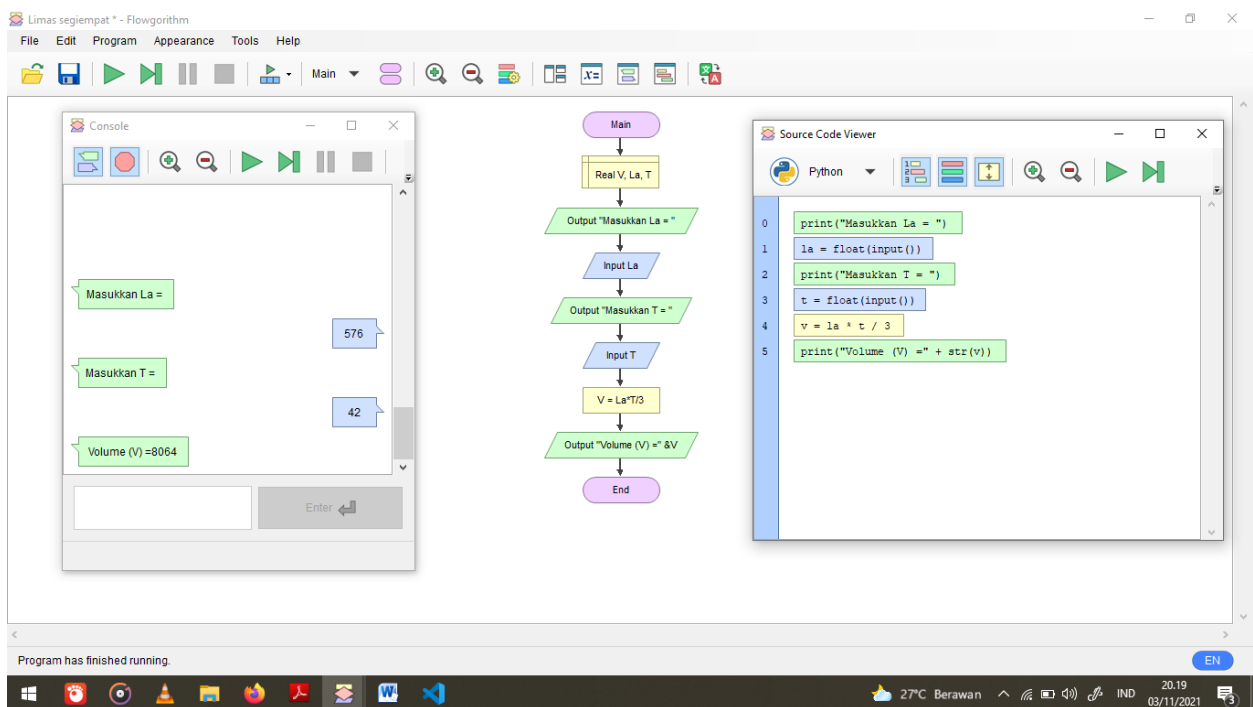 Limas segiempat * - Flowgorithm
File Edit Program Appearance Tools Help
Main
Console
Masukkan La =
576
Masukkan T =
42
Volume (V) =8064
Enter
Main
Real V, La, T
Output "Masukkan La = "
Input La
Output "Masukkan T = "
Input T
V = La*T/3
Output "Volume (V) =" &V
End
Source Code Viewer
Python
0 print("Masukkan La = ")
1 la = float(input())
2 print("Masukkan T = ")
3 t = float(input())
4 v = la * t / 3
5 print("Volume (V) =" + str(v))
Program has finished running.
EN
27°C Berawan
IND
20.19
03/11/2021
3